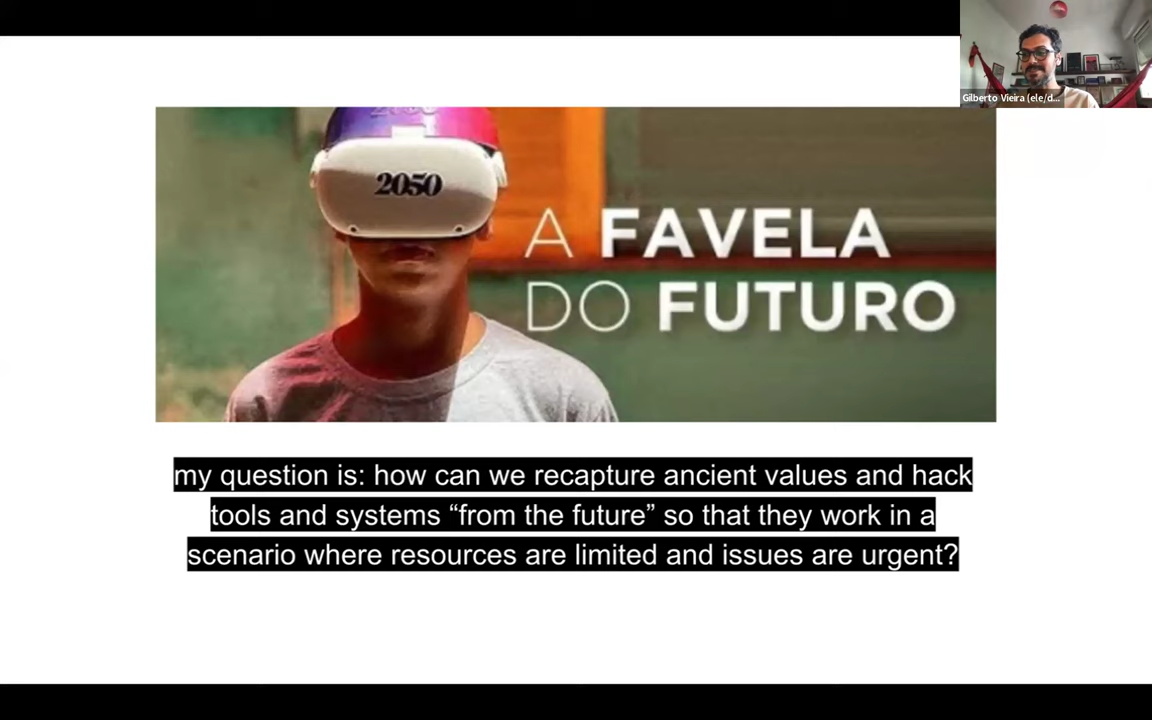 Gilberto Vieira (ele/d...
2050
A FAVELA
DO FUTURO
my question is: how can we recapture ancient values and hack
tools and systems “from the future” so that they work in a
scenario where resources are limited and issues are urgent?